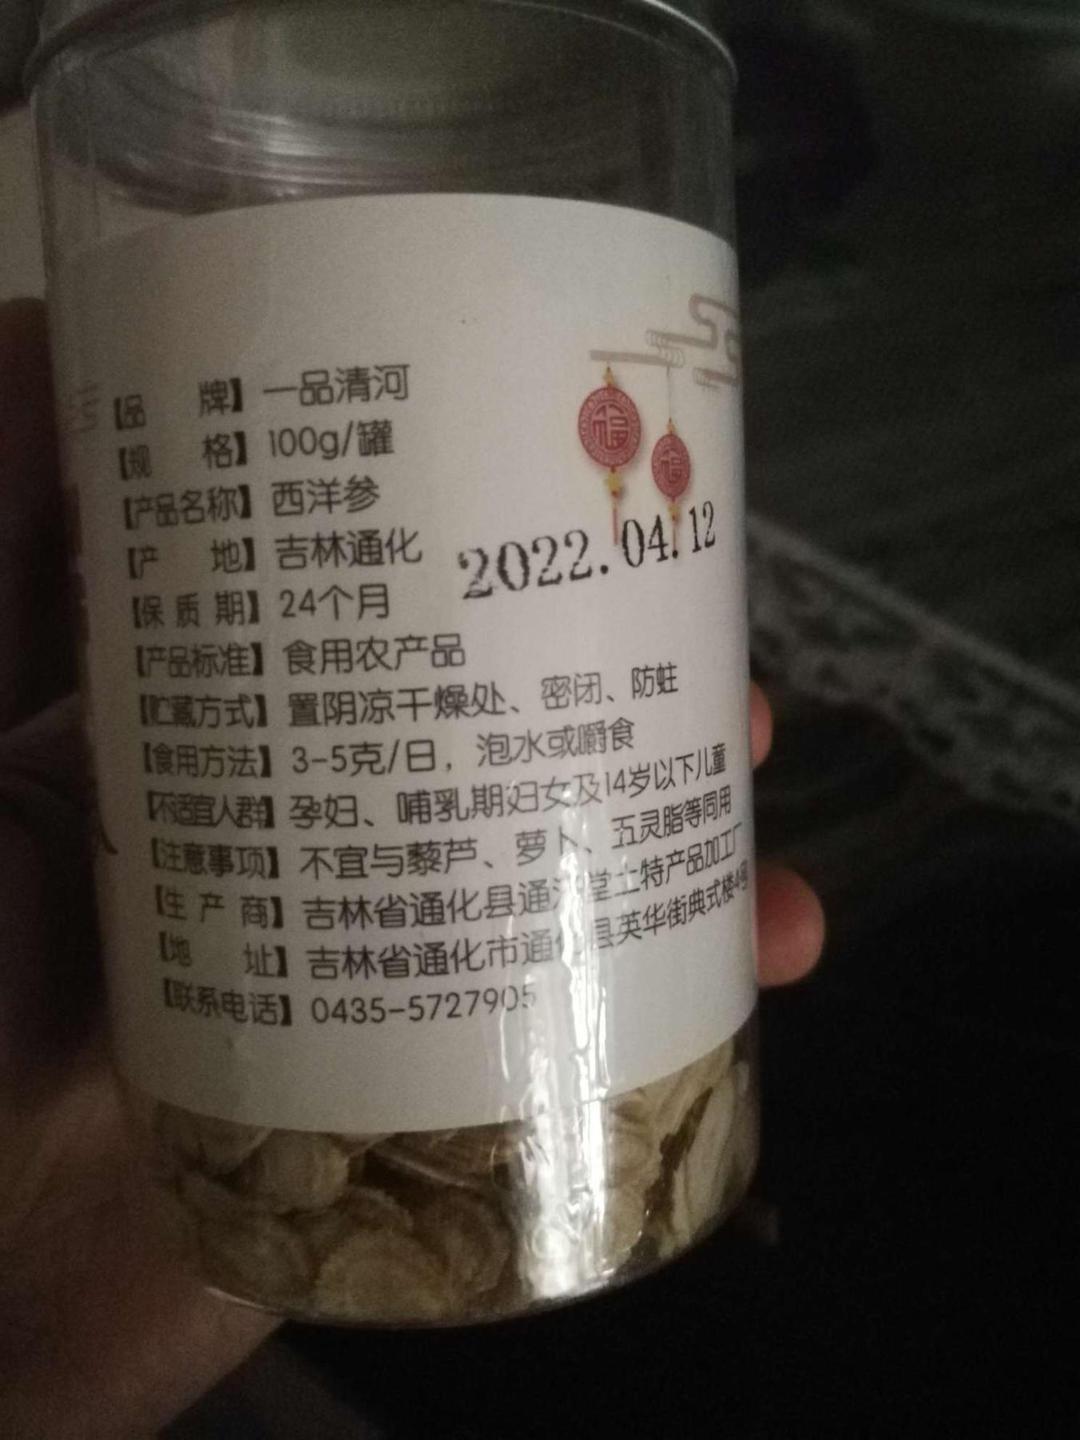 【品 牌】一品清河
【规 格】100g/罐
【产品名称】西洋参
【产 地】吉林通化
【保 质 期】24个月
2022.04.12
【产品标准】食用农产品
【贮藏方式】置阴凉干燥处、密闭、防蛀
【食用方法】3-5克/日，泡水或嚼食
【不适宜人群】孕妇、哺乳期妇女及14岁以下儿童
【注意事项】不宜与藜芦、萝卜、五灵脂等同用
【生 产 商】吉林省通化县通 堂土特产品加工厂
【地 址】吉林省通化市通化县英华街典式楼4号
【联系电话】0435-5727905
福
福